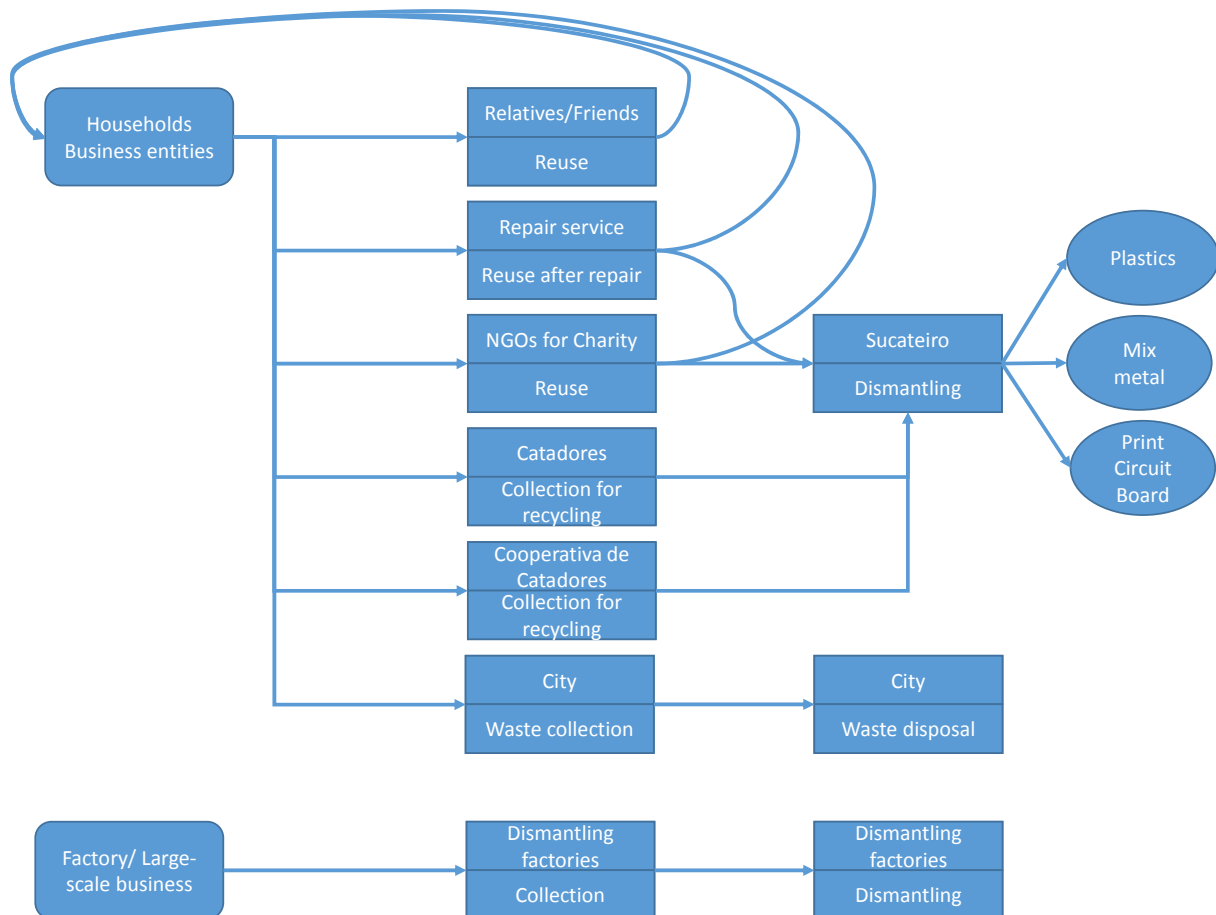 Households
Business entities
Relatives/Friends
Reuse
Repair service
Reuse after repair
NGOs for Charity
Reuse
Catadores
Collection for
recycling
Cooperativa de
Catadores
Collection for
recycling
City
Waste collection
Sucateiro
Dismantling
City
Waste disposal
Plastics
Mix
metal
Print
Circuit
Board
Factory/ Large-
scale business
Dismantling
factories
Collection
Dismantling
factories
Dismantling